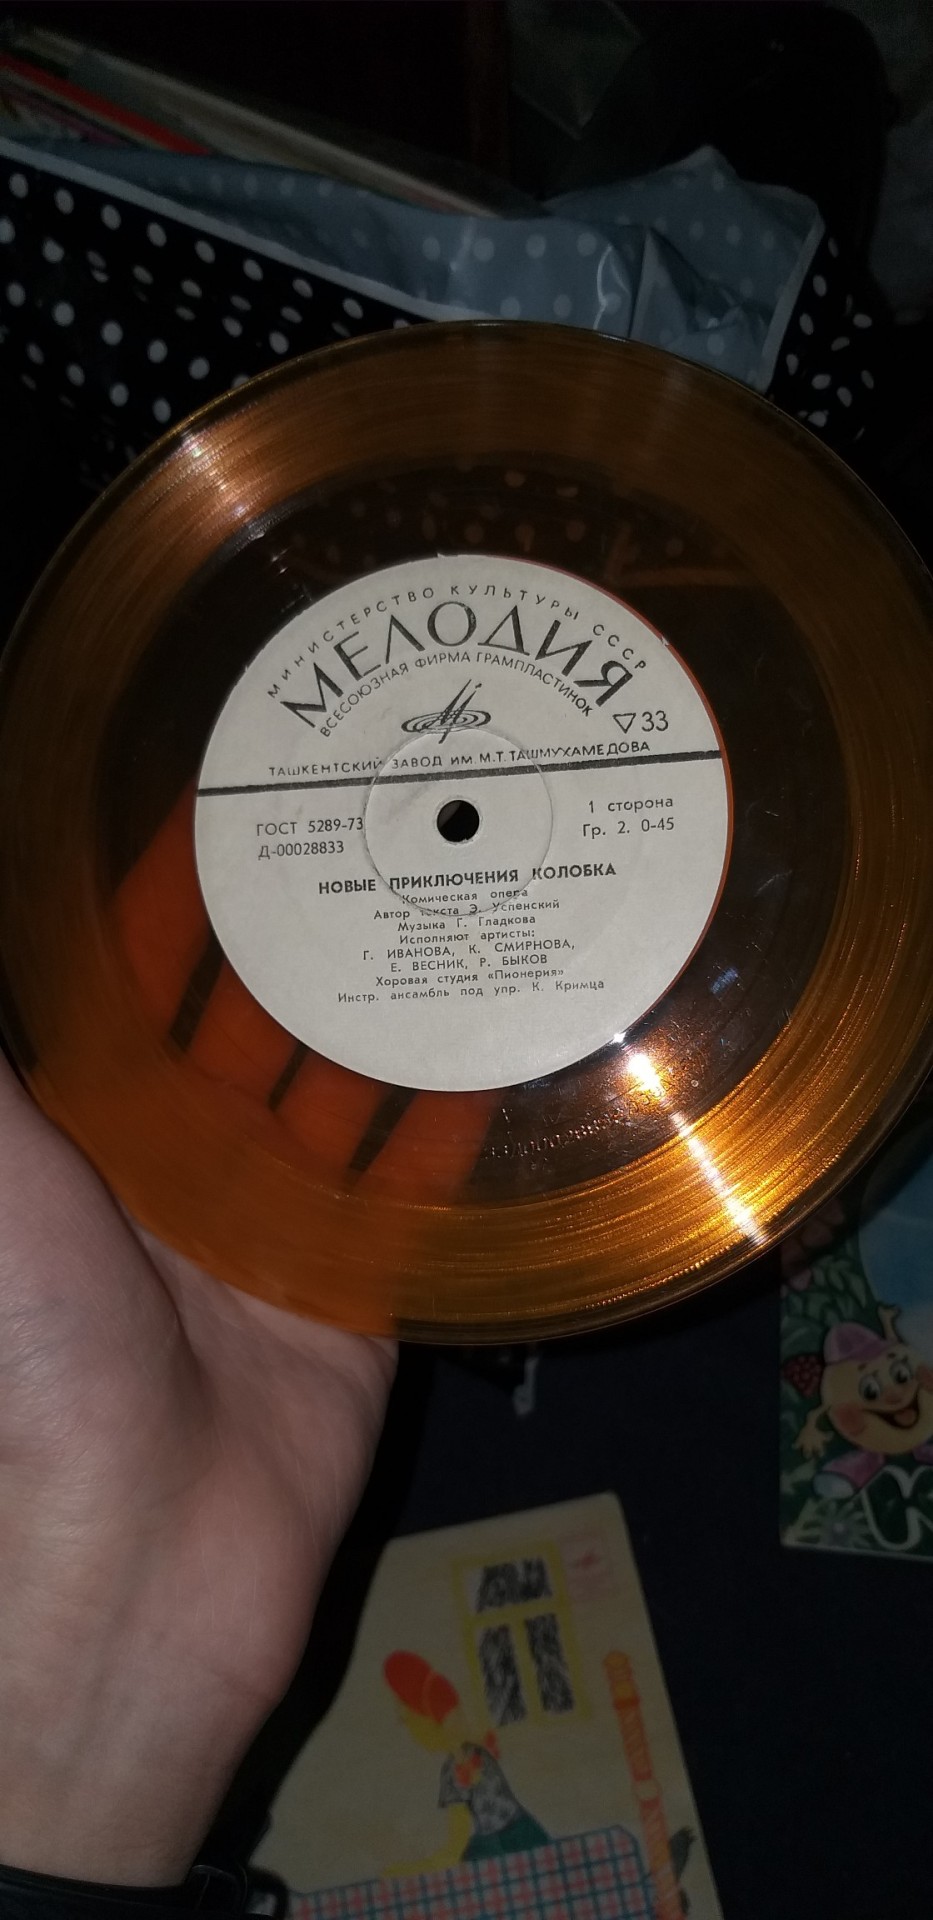 МИНИСТЕРСТВО КУЛЬТУРЫ СССР
МЕЛОДИЯ
ВСЕСОЮЗНАЯ ФИРМА ГРАМПЛАСТИНОК
▽33
ТАШКЕНТСКИЙ ЗАВОД ИМ. М.Т. ТАШМУХАМЕДОВА
ГОСТ 5289-73
Д-00028833
1 сторона
Гр. 2. 0-45
НОВЫЕ ПРИКЛЮЧЕНИЯ КОЛОБКА
Комическая опера
Автор текста Э. Успенский
Музыка Г. Гладкова
Исполняют артисты:
Г. ИВАНОВА, К. СМИРНОВА,
Е. ВЕСНИК, Р. БЫКОВ
Хоровая студия «Пионерия»
Инстр. ансамбль под упр. К. Кримца